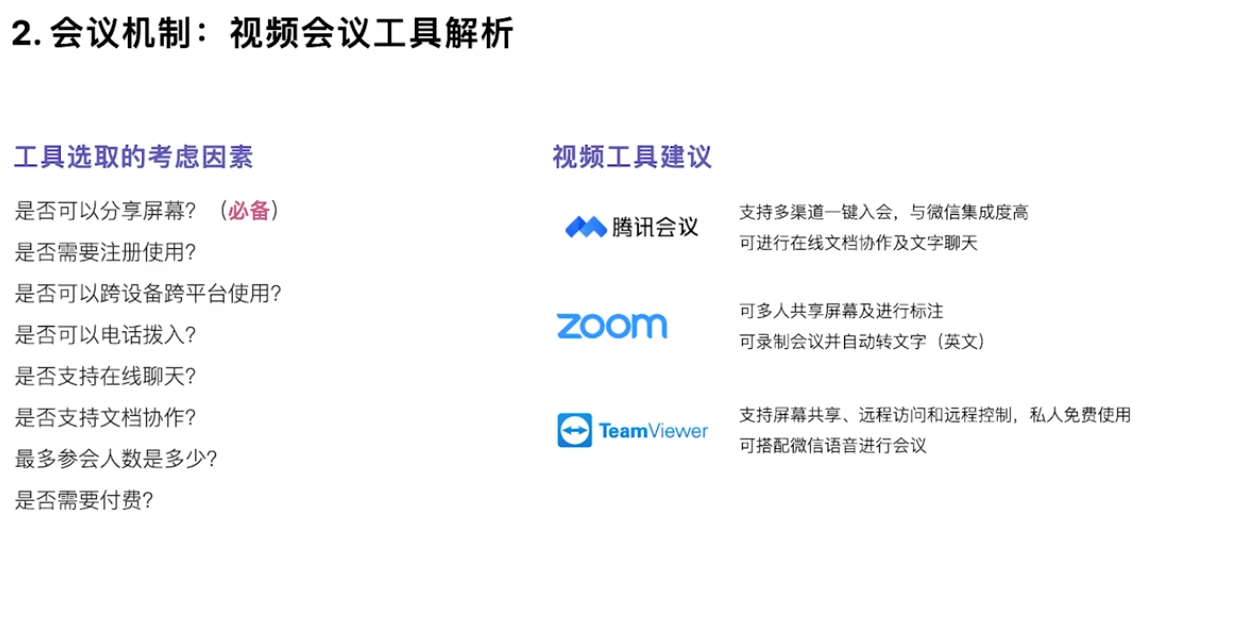 2. 会议机制：视频会议工具解析
工具选取的考虑因素
是否可以分享屏幕？（必备）
是否需要注册使用？
是否可以跨设备跨平台使用？
是否可以电话拨入？
是否支持在线聊天？
是否支持文档协作？
最多参会人数是多少？
是否需要付费？
视频工具建议
腾讯会议
支持多渠道一键入会，与微信集成度高
可进行在线文档协作及文字聊天
zoom
可多人共享屏幕及进行标注
可录制会议并自动转文字（英文）
TeamViewer
支持屏幕共享、远程访问和远程控制，私人免费使用
可搭配微信语音进行会议